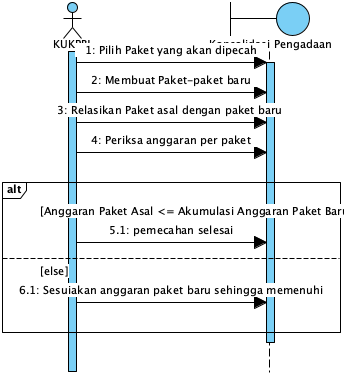 KUKPBJ
Konsolidasi Pengadaan
1: Pilih Paket yang akan dipecah
2: Membuat Paket-paket baru
3: Relasikan Paket asal dengan paket baru
4: Periksa anggaran per paket
alt
[Anggaran Paket Asal <= Akumulasi Anggaran Paket Baru
5.1: pemecahan selesai
[else]
6.1: Sesuiakan anggaran paket baru sehingga memenuhi